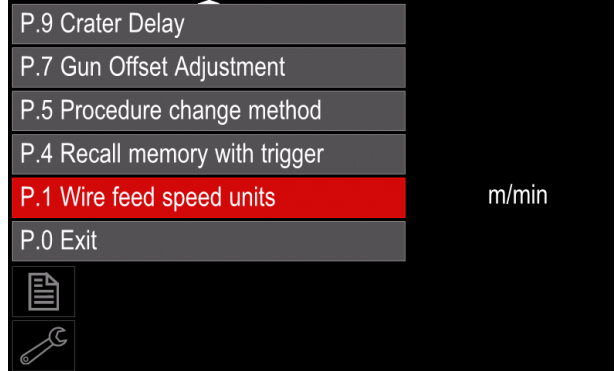 P.9 Crater Delay
P.7 Gun Offset Adjustment
P.5 Procedure change method
P.4 Recall memory with trigger
P.1 Wire feed speed units
m/min
P.0 Exit